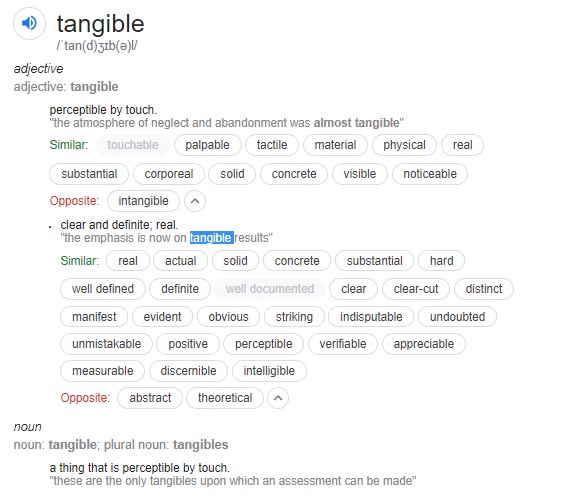 tangible
/ˈtan(d)ʒɪb(ə)l/
adjective
adjective: tangible
perceptible by touch.
"the atmosphere of neglect and abandonment was almost tangible"
Similar: touchable palpable tactile material physical real
substantial corporeal solid concrete visible noticeable
Opposite: intangible
• clear and definite; real.
"the emphasis is now on tangible results"
Similar: real actual solid concrete substantial hard
well defined definite well documented clear clear-cut distinct
manifest evident obvious striking indisputable undoubted
unmistakable positive perceptible verifiable appreciable
measurable discernible intelligible
Opposite: abstract theoretical
noun
noun: tangible; plural noun: tangibles
a thing that is perceptible by touch.
"these are the only tangibles upon which an assessment can be made"